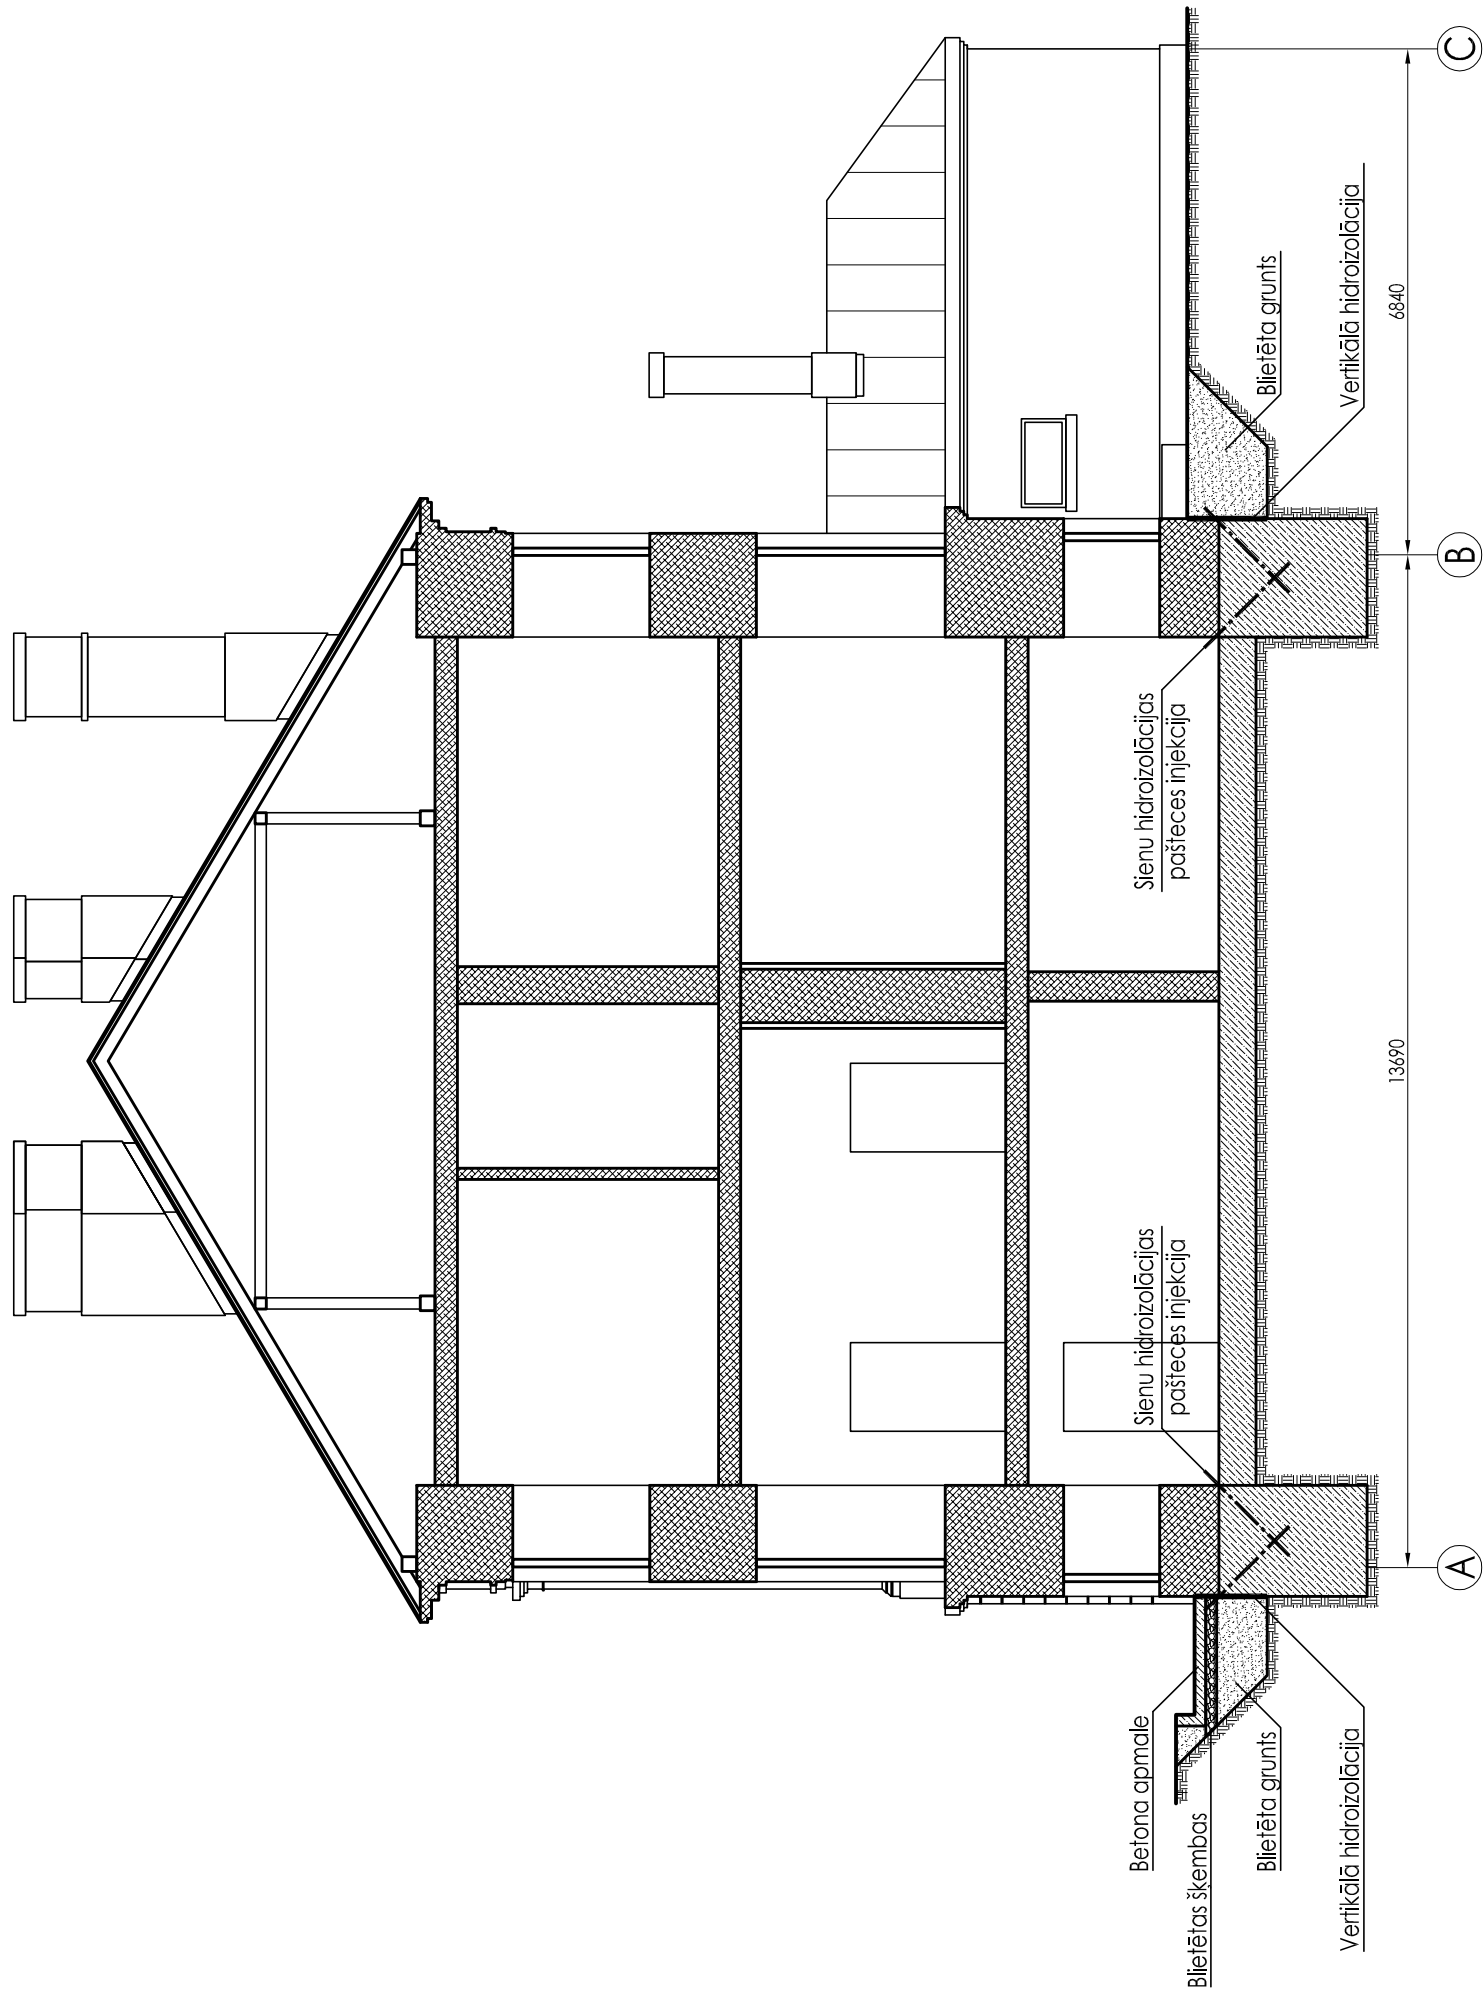 Betona apmale
Blietētas šķembas
Blietēta grunts
Vertikālā hidroizolācija
Sienu hidroizolācijas
pašteces injekcija
Sienu hidroizolācijas
pašteces injekcija
Blietēta grunts
Vertikālā hidroizolācija
13690
6840
A
B
C